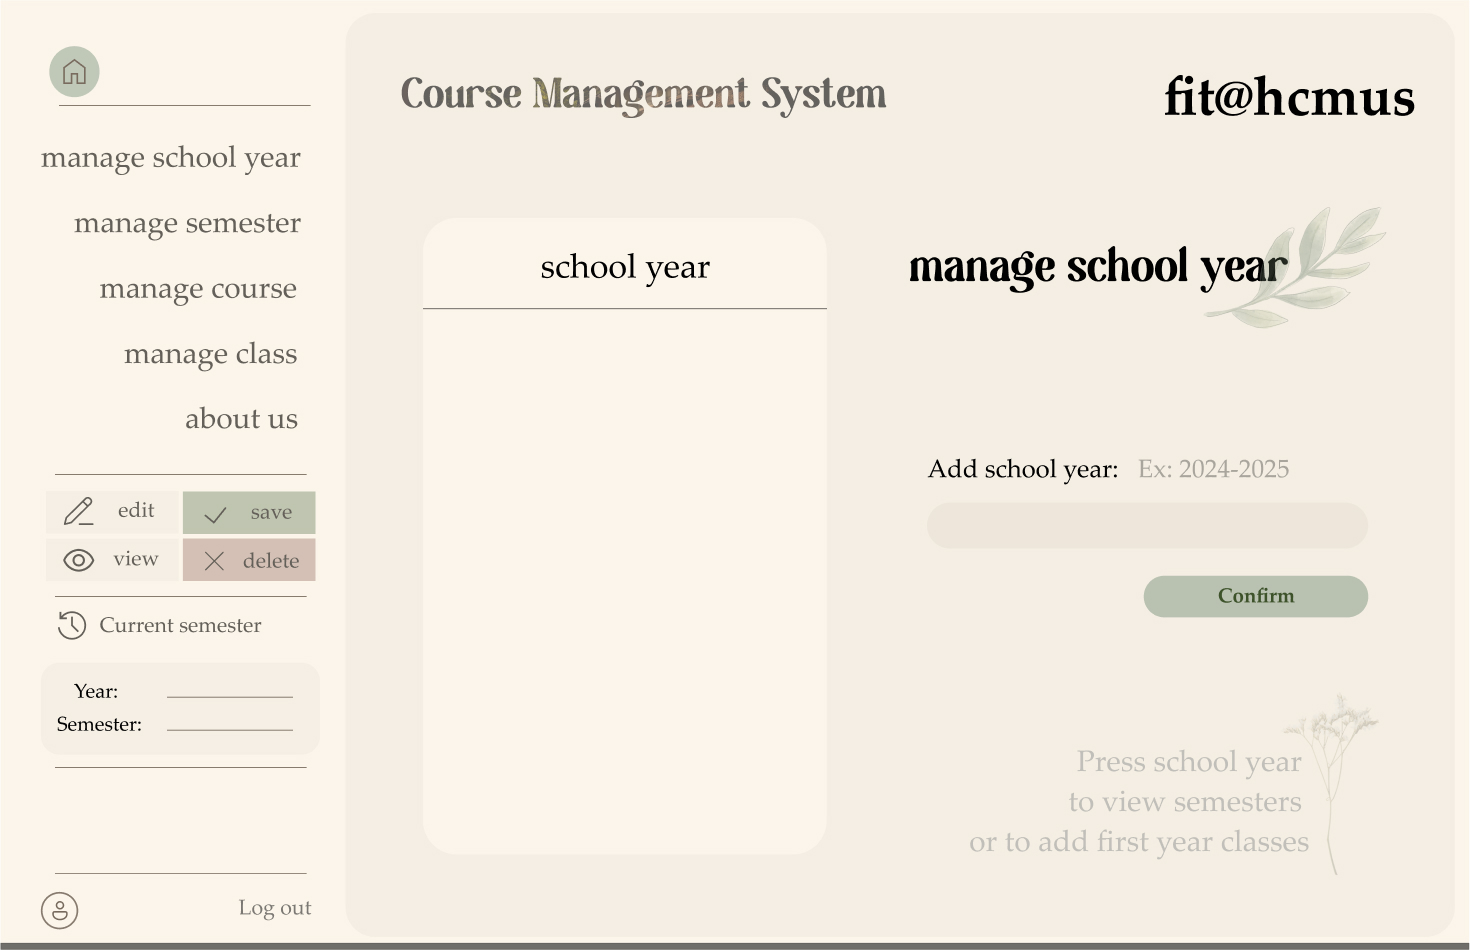 Course Management System
fit@hcmus
manage school year
manage semester
manage course
manage class
about us
edit
save
view
delete
Current semester
Year:
Semester:
Log out
school year
manage school year
Add school year: Ex: 2024-2025
Confirm
Press school year
to view semesters
or to add first year classes